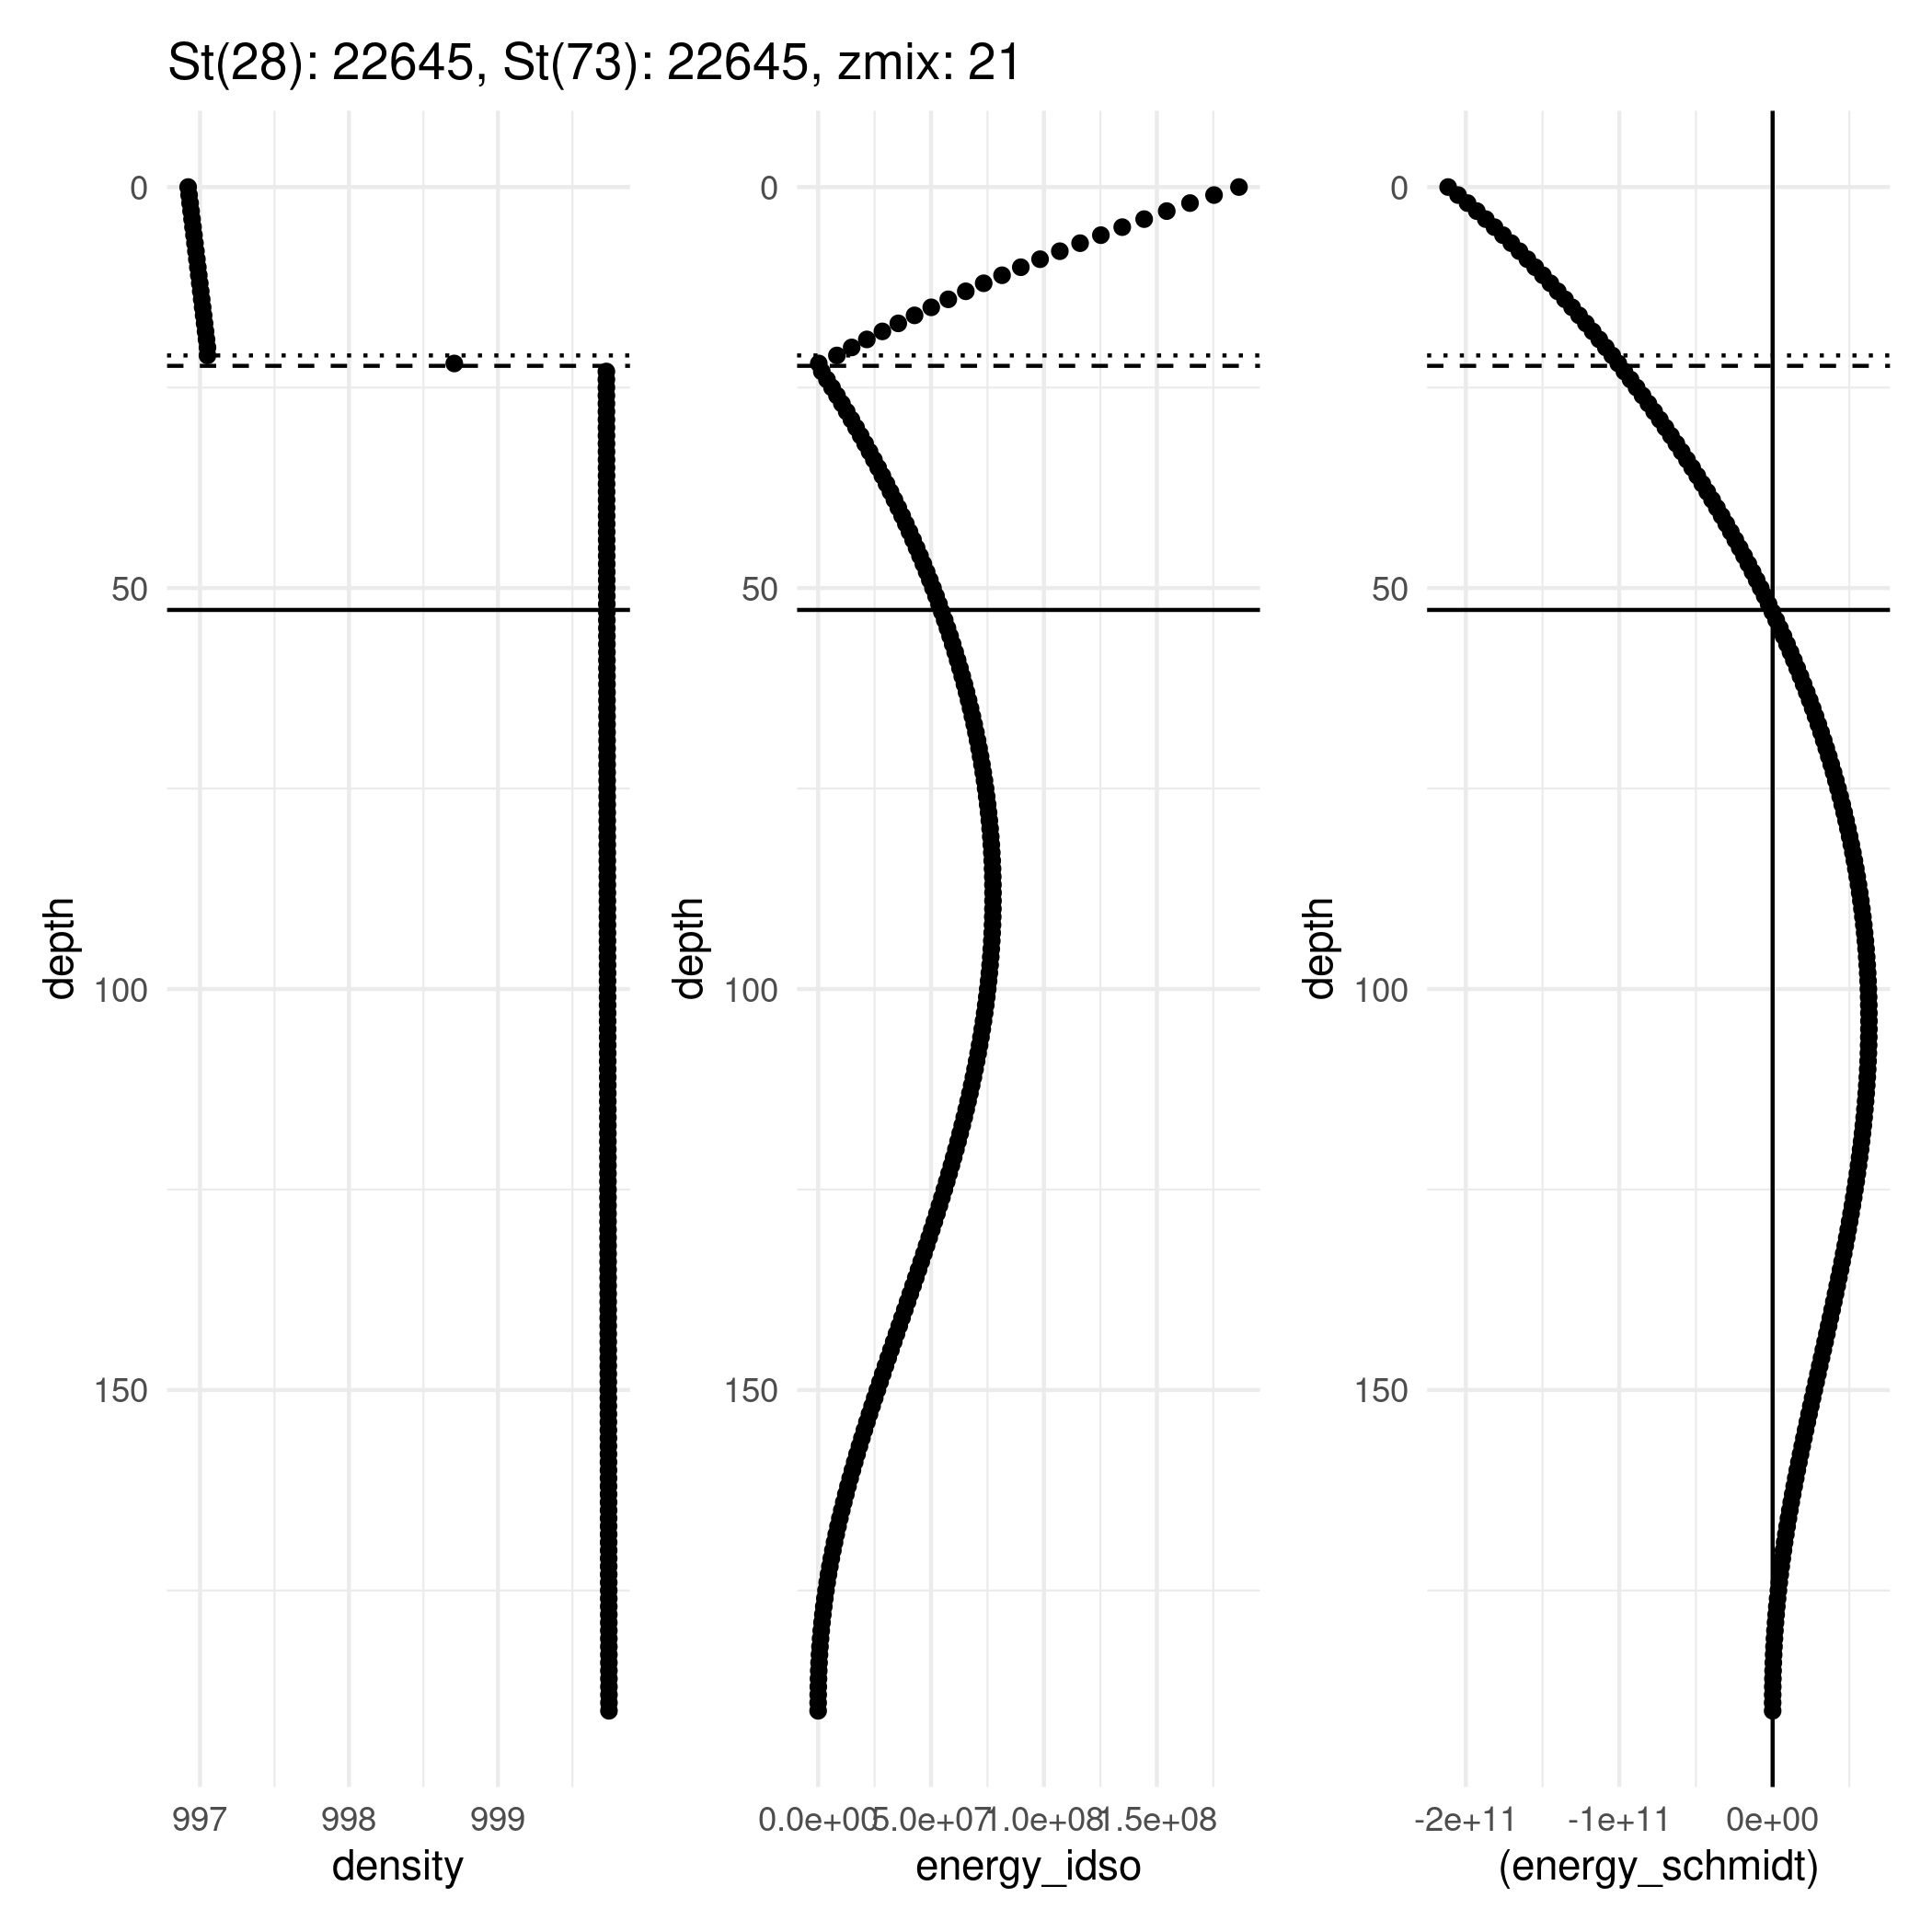 St(28): 22645, St(73): 22645, zmix: 21
0
50
100
150
depth
997
998
999
density
0
50
100
150
depth
0.0e+00
5.0e+07
1.0e+08
1.5e+08
energy_idso
0
50
100
150
depth
-2e+11
-1e+11
0e+00
(energy_schmidt)